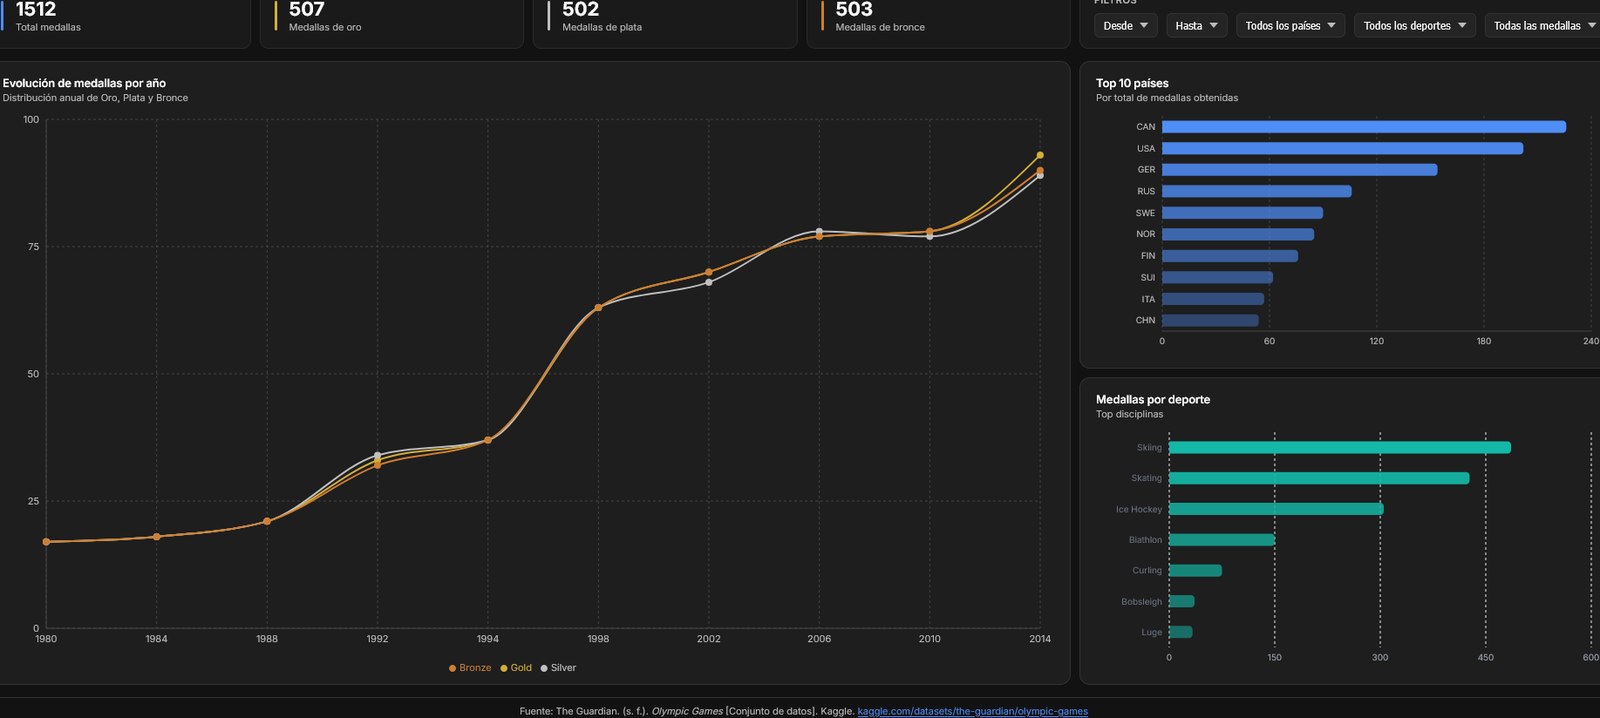 1512
Total medallas
507
Medallas de oro
502
Medallas de plata
503
Medallas de bronce
FILTROS
Desde
Hasta
Todos los países
Todos los deportes
Todas las medallas
Evolución de medallas por año
Distribución anual de Oro, Plata y Bronce
100
75
50
25
0
1980 1984 1988 1992 1994 1998 2002 2006 2010 2014
Bronze Gold Silver
Top 10 países
Por total de medallas obtenidas
CAN
USA
GER
RUS
SWE
NOR
FIN
SUI
ITA
CHN
0 60 120 180 240
Medallas por deporte
Top disciplinas
Skiing
Skating
Ice Hockey
Biathlon
Curling
Bobsleigh
Luge
0 150 300 450 600
Fuente: The Guardian. (s. f.). Olympic Games [Conjunto de datos]. Kaggle. kaggle.com/datasets/the-guardian/olympic-games